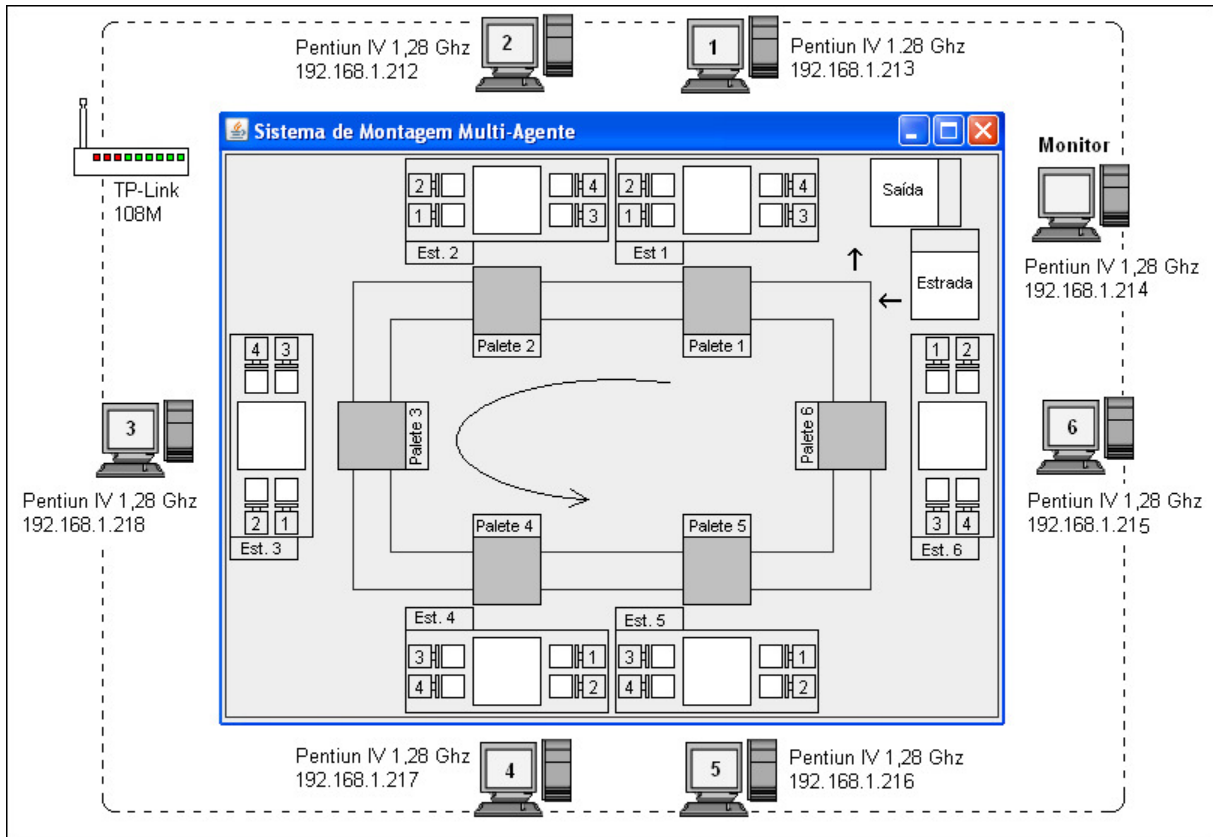 Pentiun IV 1,28 Ghz
192.168.1.212
2
1
Pentiun IV 1.28 Ghz
192.168.1.213
TP-Link
108M
Sistema de Montagem Multi-Agente
Monitor
Pentiun IV 1,28 Ghz
192.168.1.214
2
4
1
3
Est. 2
2
4
1
3
Est 1
Saída
Estrada
Palete 2
Palete 1
4 3
2 1
Est. 3
Palete 3
Palete 6
1 2
3 4
Est. 6
3
Pentiun IV 1,28 Ghz
192.168.1.218
6
Pentiun IV 1,28 Ghz
192.168.1.215
Palete 4
Palete 5
Est. 4
3
1
4
2
Est. 5
3
1
4
2
Pentiun IV 1,28 Ghz
192.168.1.217
4
5
Pentiun IV 1,28 Ghz
192.168.1.216